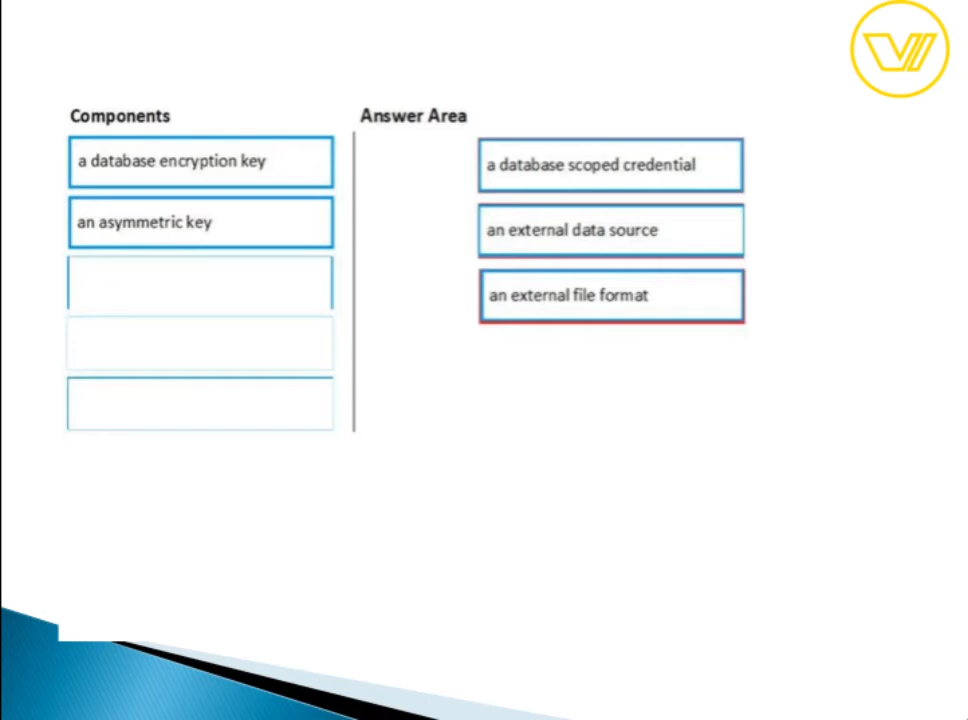 Components
Answer Area
a database encryption key
an asymmetric key
a database scoped credential
an external data source
an external file format